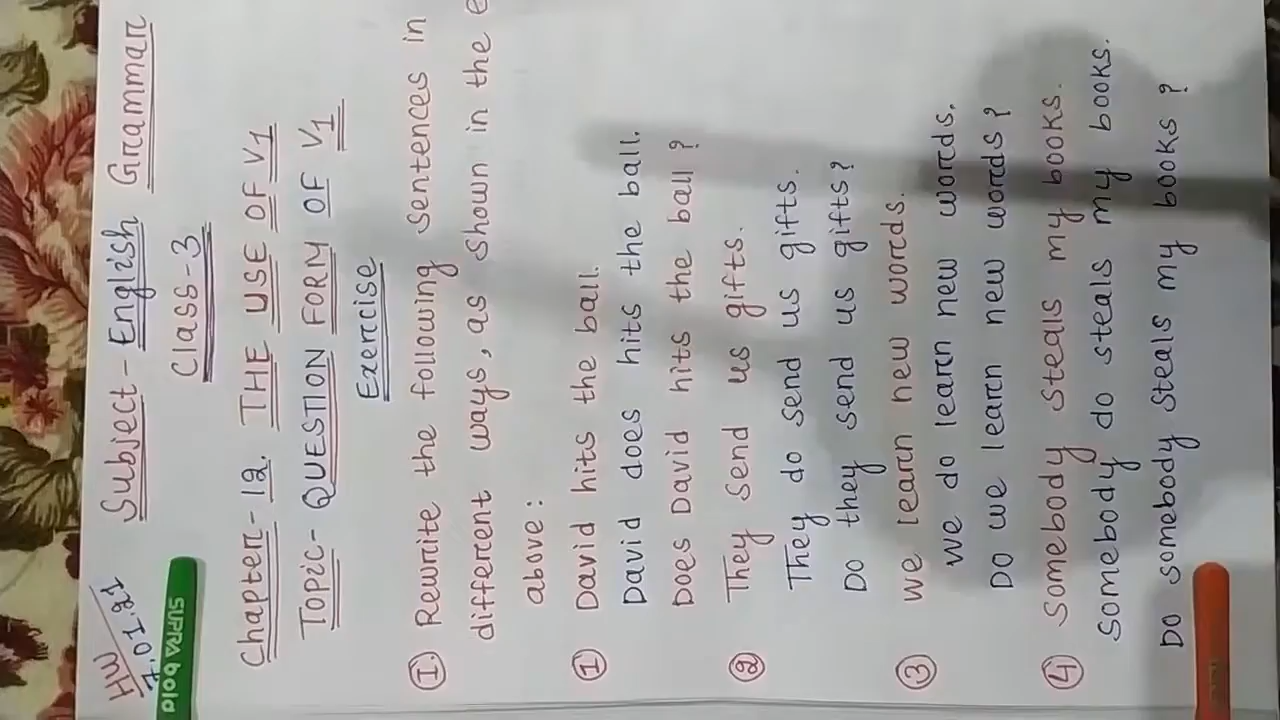 HW
7.01.21
Subject - English Grammar
Class-3
Chapter - 12. THE USE OF V1
Topic - QUESTION FORM OF V1
Exercise
I Rewrite the following sentences in
different ways, as shown in the
above:
1 David hits the ball.
David does hits the ball.
Does David hits the ball?
2 They send us gifts.
They do send us gifts.
Do they send us gifts?
3 We learn new words.
We do learn new words.
Do we learn new words?
4 Somebody steals my books.
Somebody do steals my books.
Do somebody steals my books?
SUPRA bold